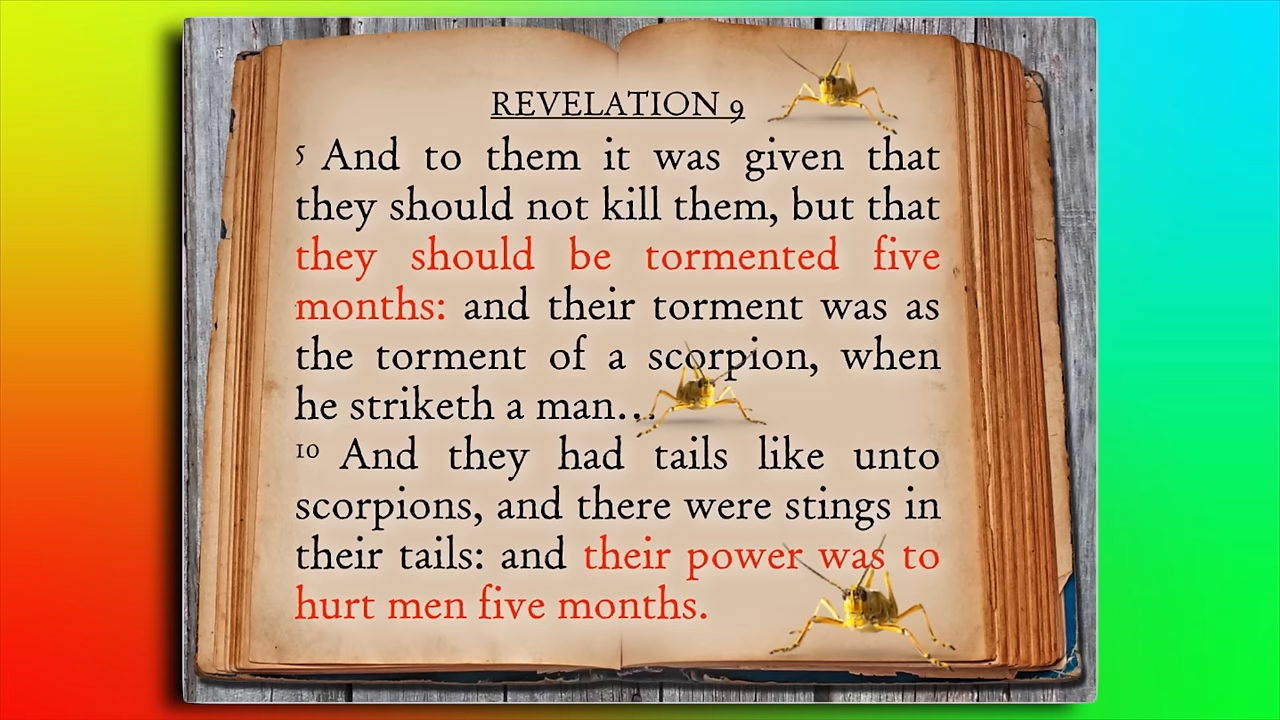 REVELATION 9
5 And to them it was given that
they should not kill them, but that
they should be tormented five
months: and their torment was as
the torment of a scorpion, when
he striketh a man...
10 And they had tails like unto
scorpions, and there were stings in
their tails: and their power was to
hurt men five months.